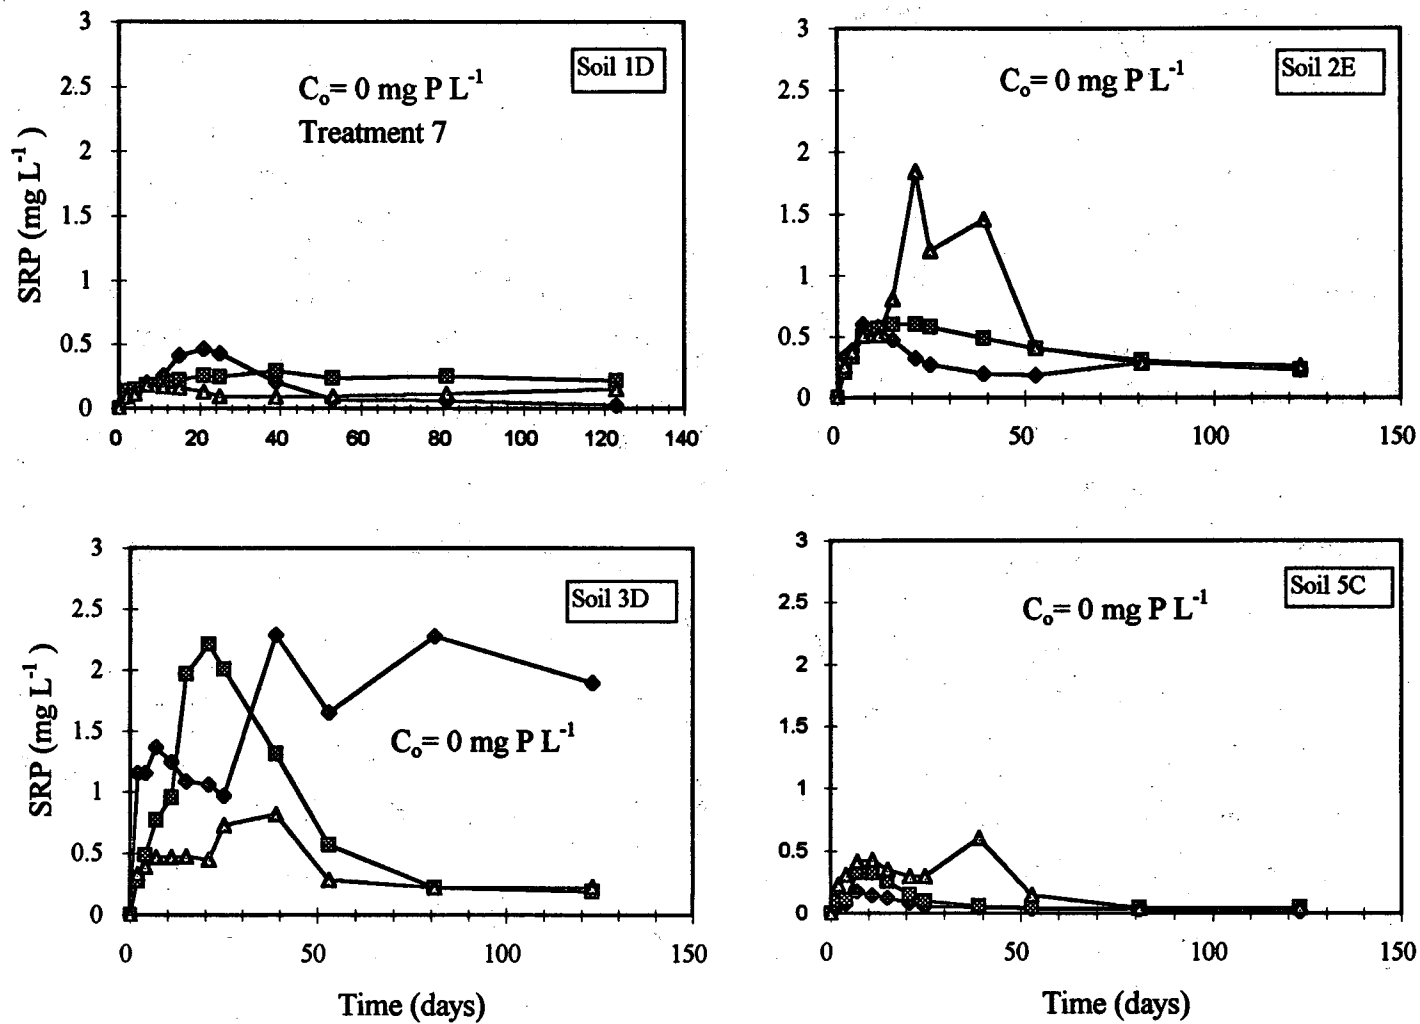 3
2.5
2
1.5
1
0.5
0
SRP (mg L⁻¹)
Cₒ= 0 mg P L⁻¹
Treatment 7
Soil 1D
0 20 40 60 80 100 120 140
3
2.5
2
1.5
1
0.5
0
Cₒ= 0 mg P L⁻¹
Soil 2E
0 50 100 150
3
2.5
2
1.5
1
0.5
0
SRP (mg L⁻¹)
Soil 3D
Cₒ= 0 mg P L⁻¹
0 50 100 150
Time (days)
3
2.5
2
1.5
1
0.5
0
Cₒ= 0 mg P L⁻¹
Soil 5C
0 50 100 150
Time (days)